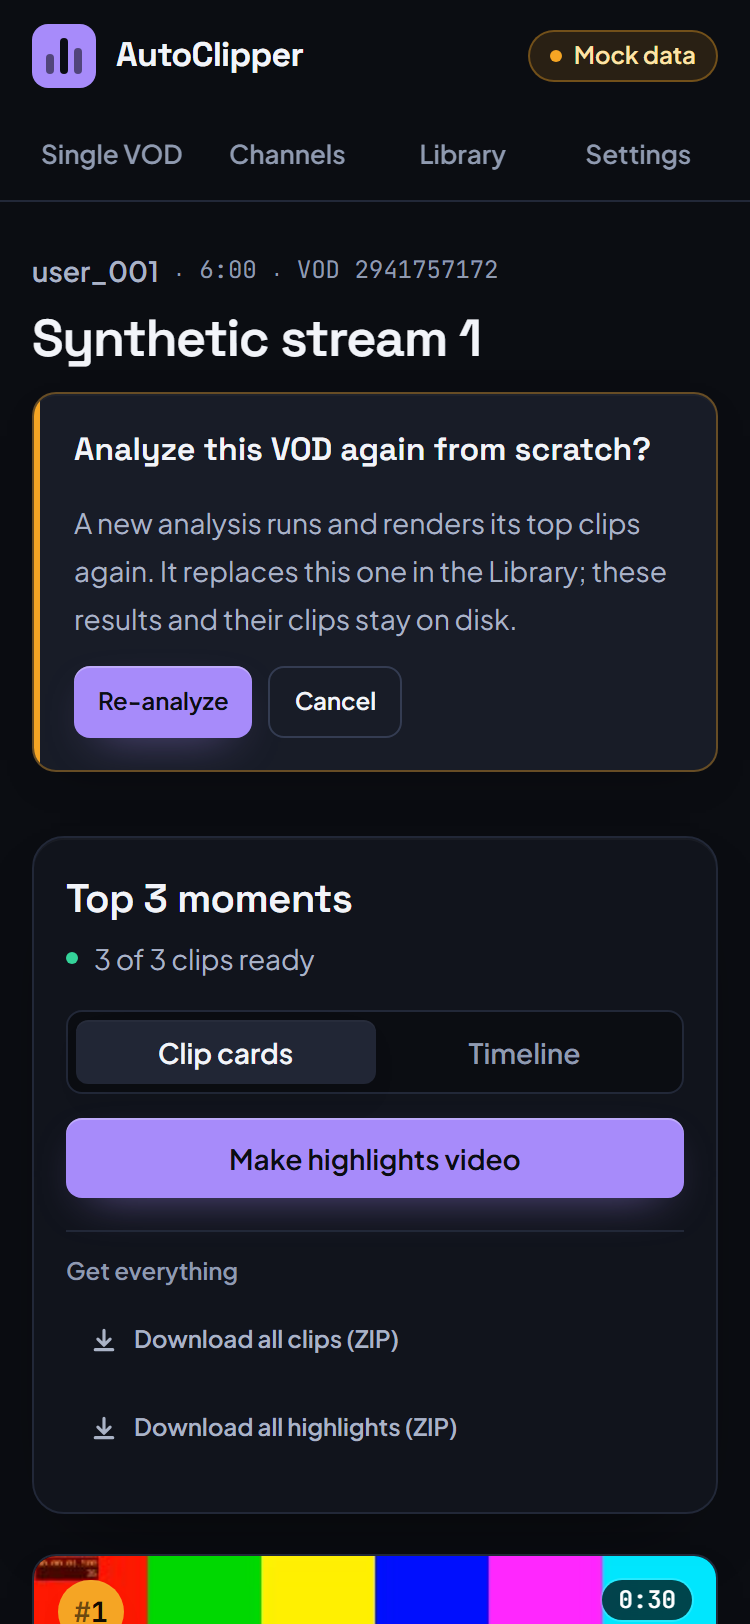 AutoClipper
Mock data
Single VOD Channels Library Settings
user_001 · 6:00 · VOD 2941757172
Synthetic stream 1
Analyze this VOD again from scratch?
A new analysis runs and renders its top clips
again. It replaces this one in the Library; these
results and their clips stay on disk.
Re-analyze Cancel
Top 3 moments
3 of 3 clips ready
Clip cards Timeline
Make highlights video
Get everything
Download all clips (ZIP)
Download all highlights (ZIP)
#1 0:30